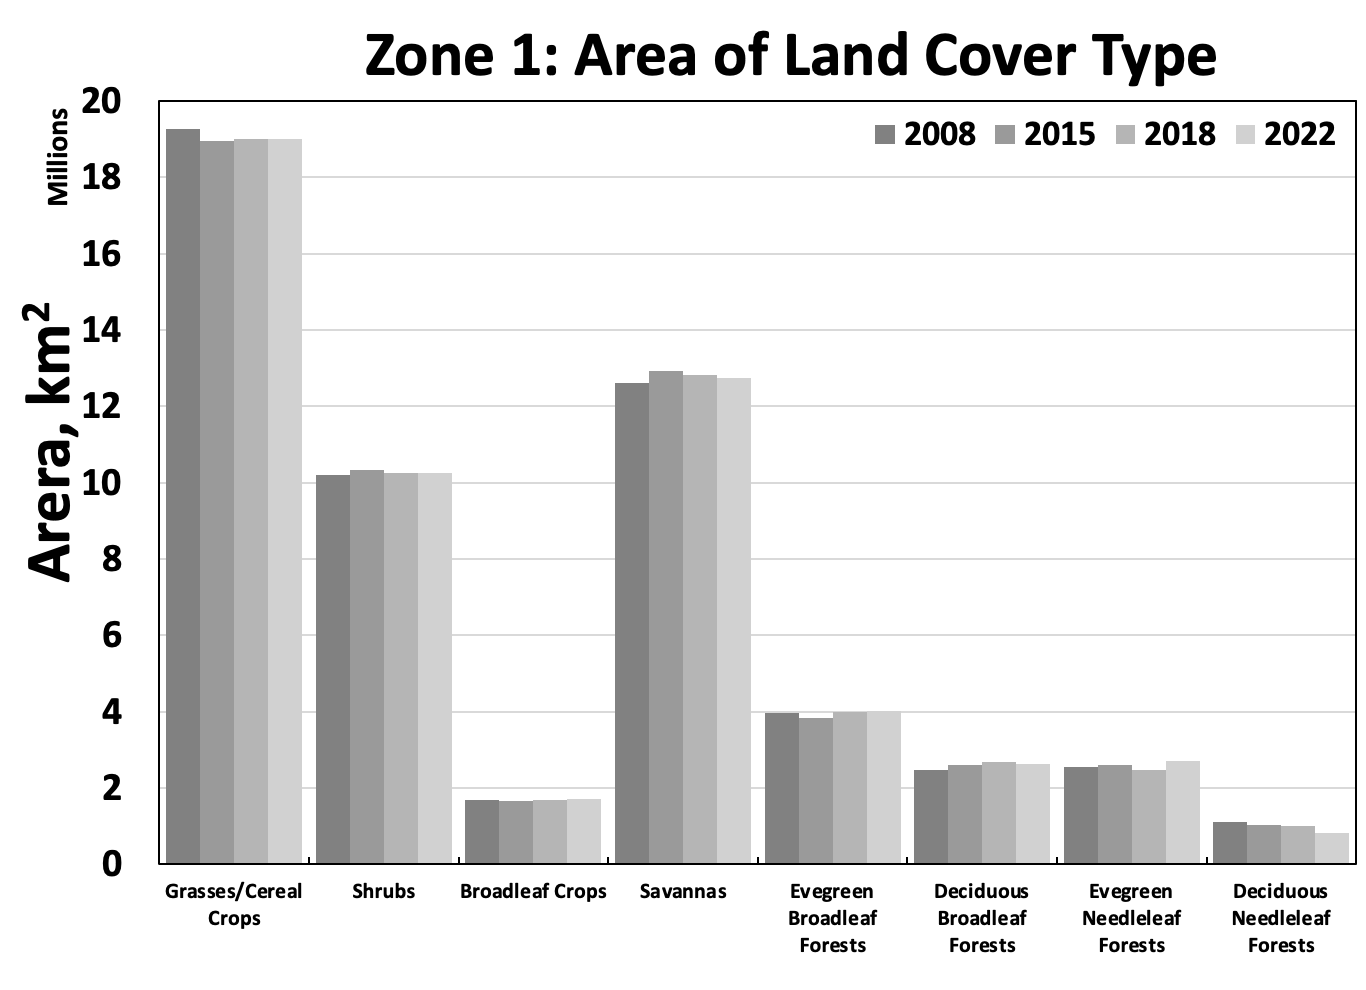 Zone 1: Area of Land Cover Type
Millions
Arera, km²
20
18
16
14
12
10
8
6
4
2
0
2008 2015 2018 2022
Grasses/Cereal
Crops
Shrubs
Broadleaf Crops
Savannas
Evegreen
Broadleaf
Forests
Deciduous
Broadleaf
Forests
Evegreen
Needleleaf
Forests
Deciduous
Needleleaf
Forests